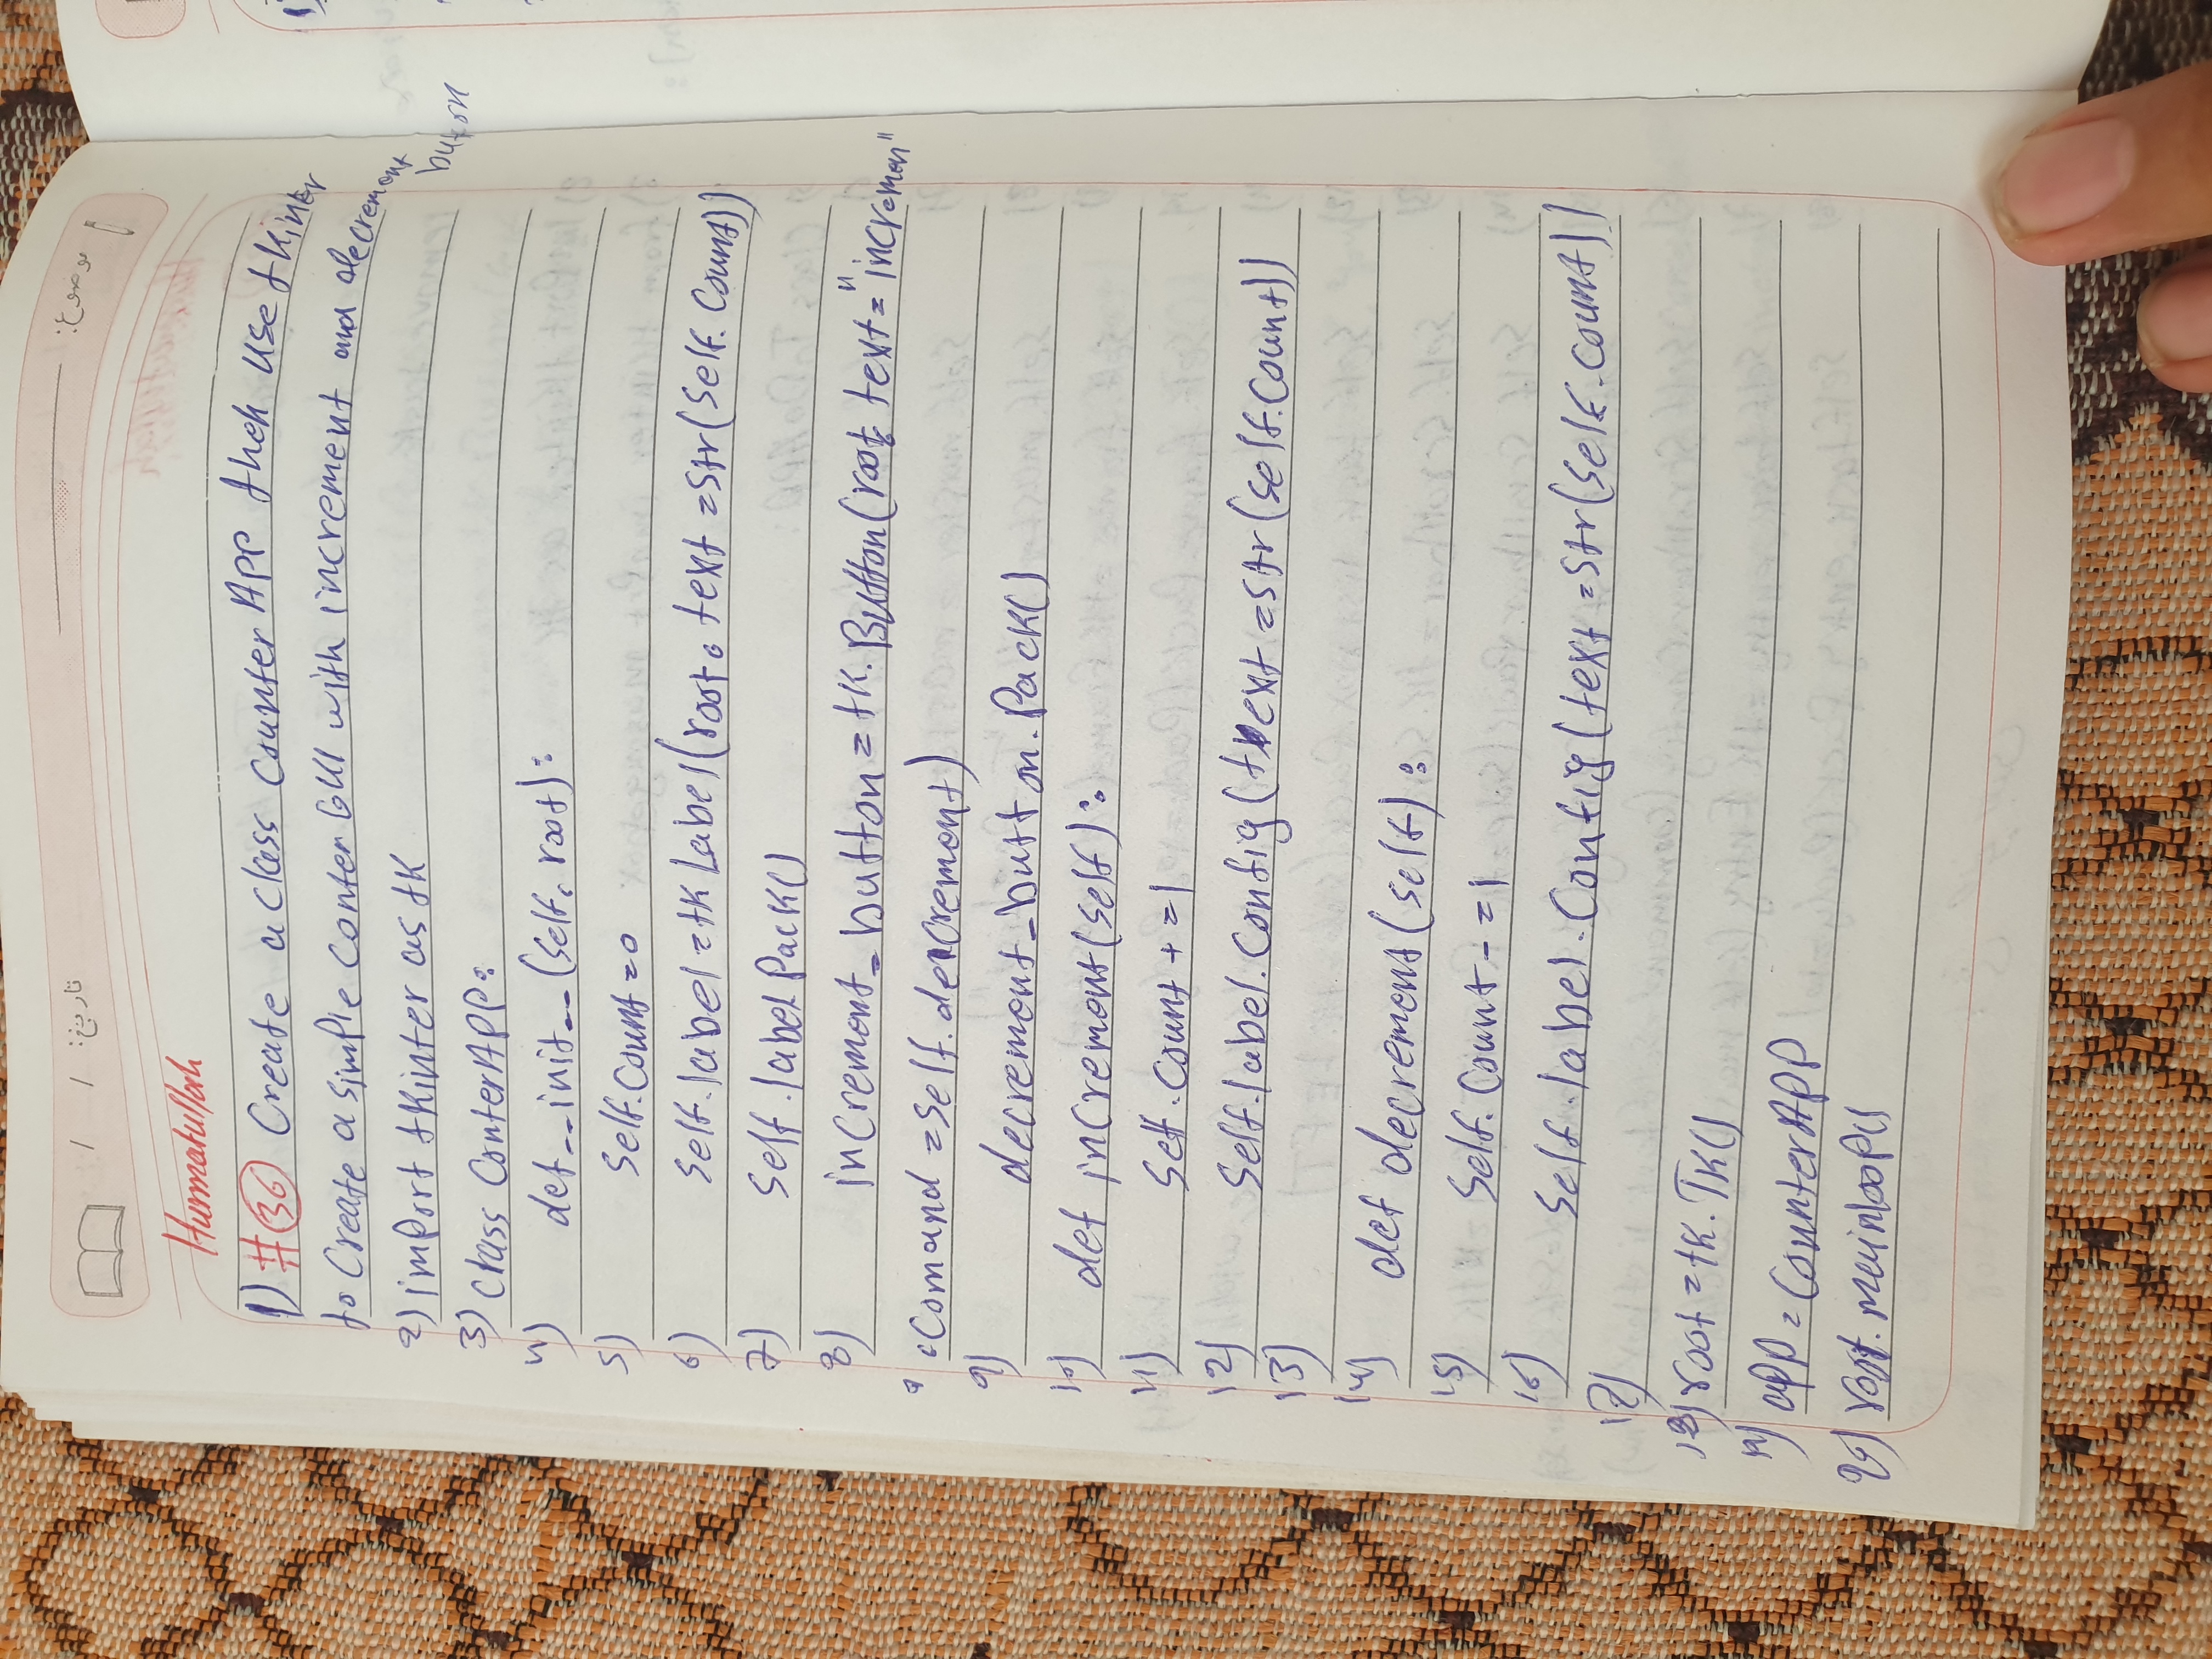 موضوع:
تاریخ: / /
Hurmatullah
1) #36 Create a class Counter App then use tkinter
to Create a simple Conter GUI with increment and decrement
button
2) import tkinter as tk
3) class ConterAPP:
4) def __init__(self, root):
5) Self.Count=0
6) Self.label=tk Label(root, text=str(Self.Count))
7) Self.label Pack()
8) increment_button=tk.Button(root, text="incremen"
,Comand=self.decrement)
9) decrement_button.Pack()
10) def increment(self):
11) Self.Count+=1
12) Self.label.Config(text=str(self.Count))
13)
14) def decrement(self):
15) Self.Count-=1
16) Self.label.Config(text=str(self.count))
17)
18) root=tk.TK()
19) app=CounterAPP
20) root.mainloop()